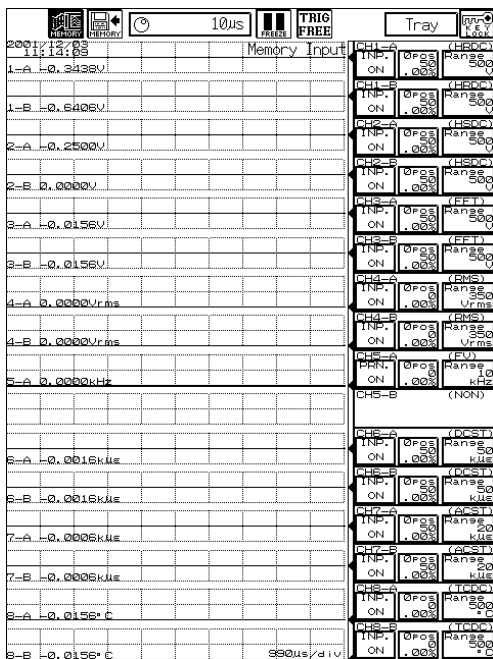 MEMORY
MEMORY
10µs
FREEZE
TRIG
FREE
Tray
KEY
LOCK
2001/12/03
11:14:09
Memory Input
1-A -0.3438V
1-B -0.6406V
2-A -0.2500V
2-B 0.0000V
3-A -0.0156V
3-B -0.0156V
4-A 0.0000Vrms
4-B 0.0000Vrms
5-A 0.0000kHz
6-A -0.0016kµε
6-B -0.0016kµε
7-A -0.0006kµε
7-B -0.0006kµε
8-A -0.0156°C
8-B -0.0156°C
990µs/div
CH1-A (HRDC)
INP. 0pos Range
50 500
ON .00% V
CH1-B (HRDC)
INP. 0pos Range
50 500
ON .00% V
CH2-A (HSDC)
INP. 0pos Range
50 500
ON .00% V
CH2-B (HSDC)
INP. 0pos Range
50 500
ON .00% V
CH3-A (FFT)
INP. 0pos Range
50 500
ON .00% V
CH3-B (FFT)
INP. 0pos Range
50 500
ON .00% V
CH4-A (RMS)
INP. 0pos Range
0 350
ON .00% Vrms
CH4-B (RMS)
INP. 0pos Range
0 350
ON .00% Vrms
CH5-A (FV)
PRN. 0pos Range
0 10
ON .00% kHz
CH5-B (NON)
CH6-A (DCST)
INP. 0pos Range
50 50
ON .00% kµε
CH6-B (DCST)
INP. 0pos Range
50 50
ON .00% kµε
CH7-A (ACST)
INP. 0pos Range
50 20
ON .00% kµε
CH7-B (ACST)
INP. 0pos Range
50 20
ON .00% kµε
CH8-A (TCDC)
INP. 0pos Range
0 500
ON .00% °C
CH8-B (TCDC)
INP. 0pos Range
0 500
ON .00% °C